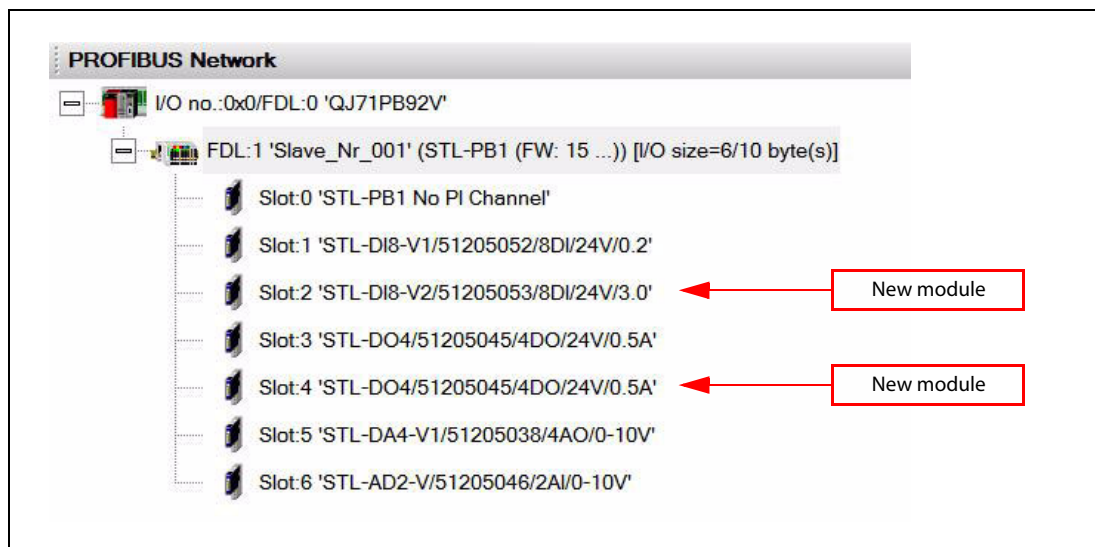 PROFIBUS Network
I/O no.:0x0/FDL:0 'QJ71PB92V'
FDL:1 'Slave_Nr_001' (STL-PB1 (FW: 15 ...)) [I/O size=6/10 byte(s)]
Slot:0 'STL-PB1 No PI Channel'
Slot:1 'STL-DI8-V1/51205052/8DI/24V/0.2'
Slot:2 'STL-DI8-V2/51205053/8DI/24V/3.0' New module
Slot:3 'STL-DO4/51205045/4DO/24V/0.5A'
Slot:4 'STL-DO4/51205045/4DO/24V/0.5A' New module
Slot:5 'STL-DA4-V1/51205038/4AO/0-10V'
Slot:6 'STL-AD2-V/51205046/2AI/0-10V'